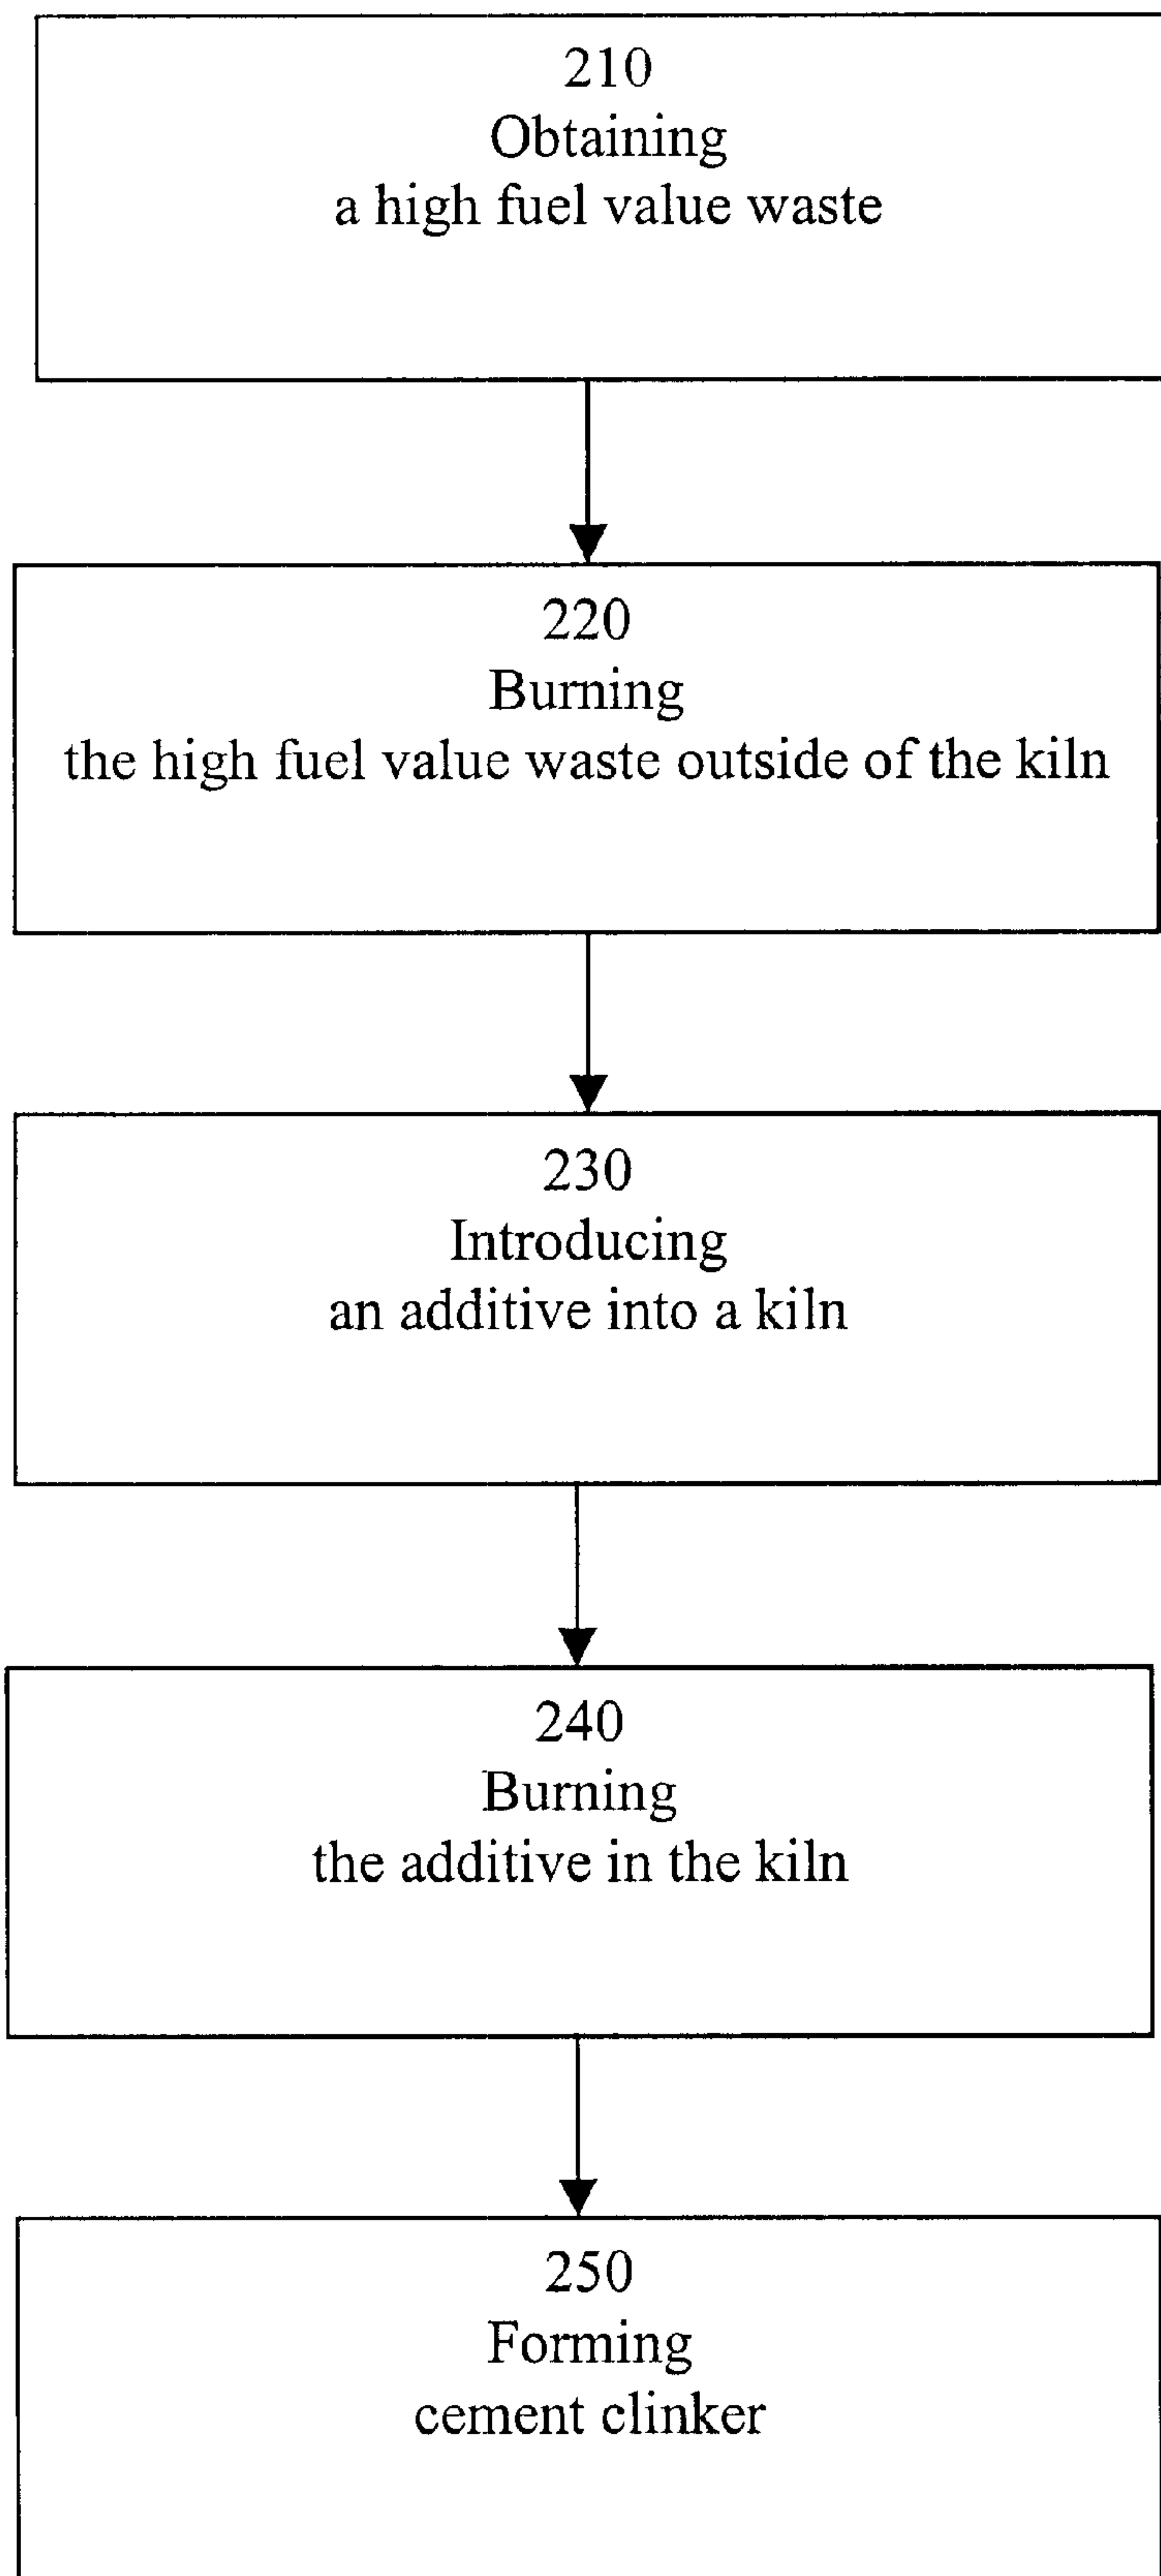 210
Obtaining
a high fuel value waste
220
Burning
the high fuel value waste outside of the kiln
230
Introducing
an additive into a kiln
240
Burning
the additive in the kiln
250
Forming
cement clinker